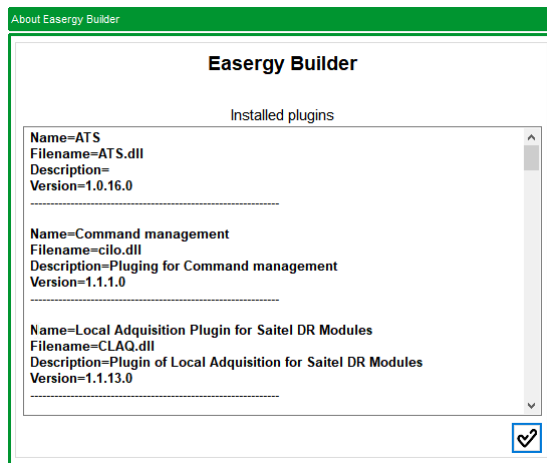 About Easergy Builder
Easergy Builder
Installed plugins
Name=ATS
Filename=ATS.dll
Description=
Version=1.0.16.0
--------------------------------------------------------------
Name=Command management
Filename=cilo.dll
Description=Pluging for Command management
Version=1.1.1.0
--------------------------------------------------------------
Name=Local Adquisition Plugin for Saitel DR Modules
Filename=CLAQ.dll
Description=Plugin of Local Adquisition for Saitel DR Modules
Version=1.1.13.0
--------------------------------------------------------------